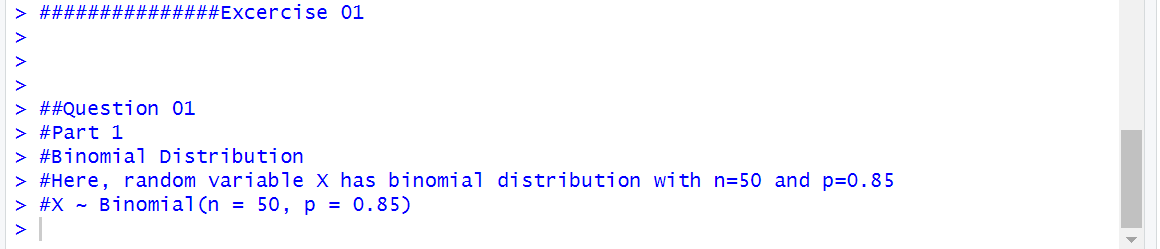 > ###############Excercise 01
>
>
>
> ##Question 01
> #Part 1
> #Binomial Distribution
> #Here, random variable X has binomial distribution with n=50 and p=0.85
> #X ~ Binomial(n = 50, p = 0.85)
>